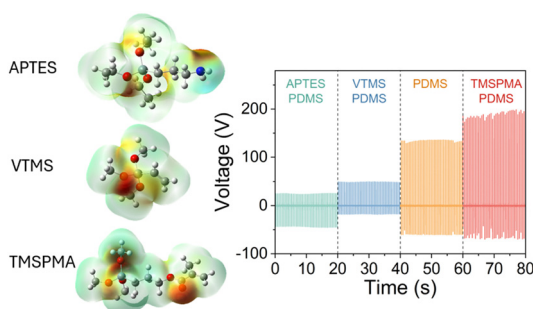 APTES
VTMS
TMSPMA
APTES PDMS
VTMS PDMS
PDMS
TMSPMA PDMS
Voltage (V)
200
100
0
-100
0 10 20 30 40 50 60 70 80
Time (s)